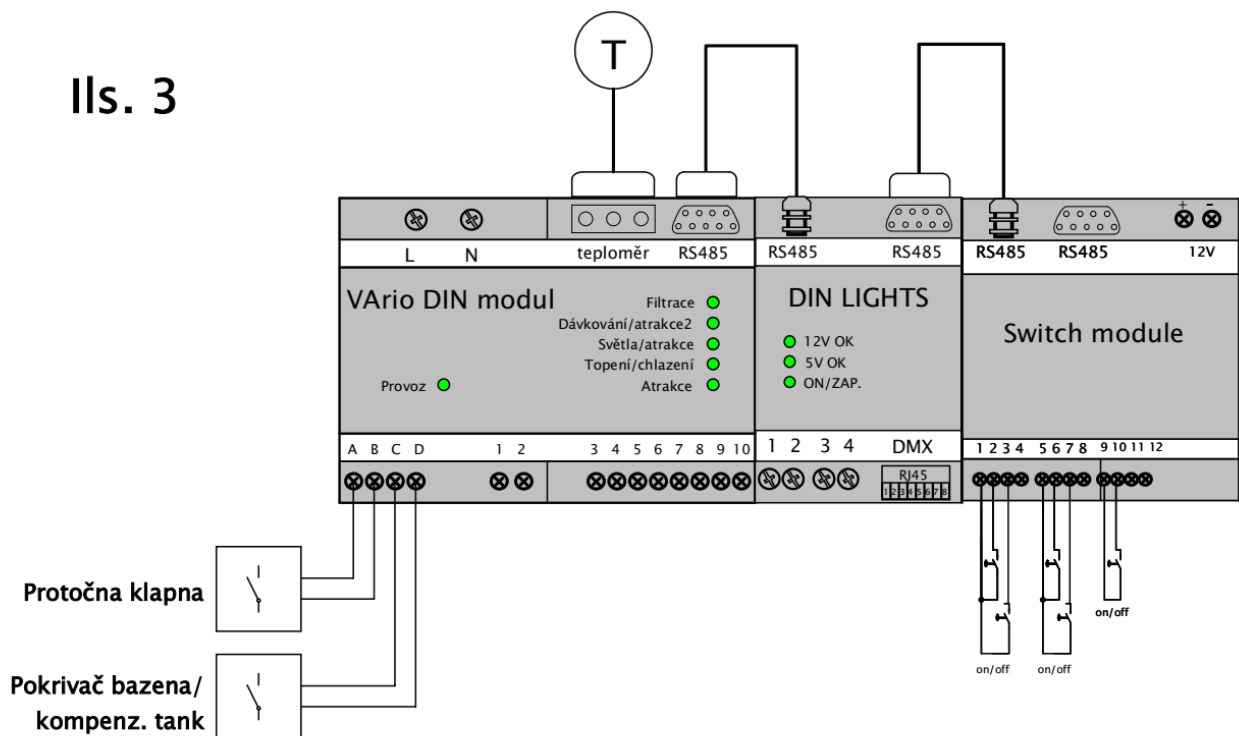 Ils. 3
T
L N teploměr RS485 RS485 RS485 RS485 RS485 + - 12V
VArio DIN modul
Filtrace
Dávkování/atrakce2
Světla/atrakce
Topení/chlazení
Atrakce
Provoz
DIN LIGHTS
12V OK
5V OK
ON/ZAP.
Switch module
A B C D 1 2 3 4 5 6 7 8 9 10 1 2 3 4 DMX 1 2 3 4 5 6 7 8 9 10 11 12
RJ45
1 2 3 4 5 6 7 8
Protočna klapna
Pokrivač bazena/
kompenz. tank
on/off
on/off
on/off